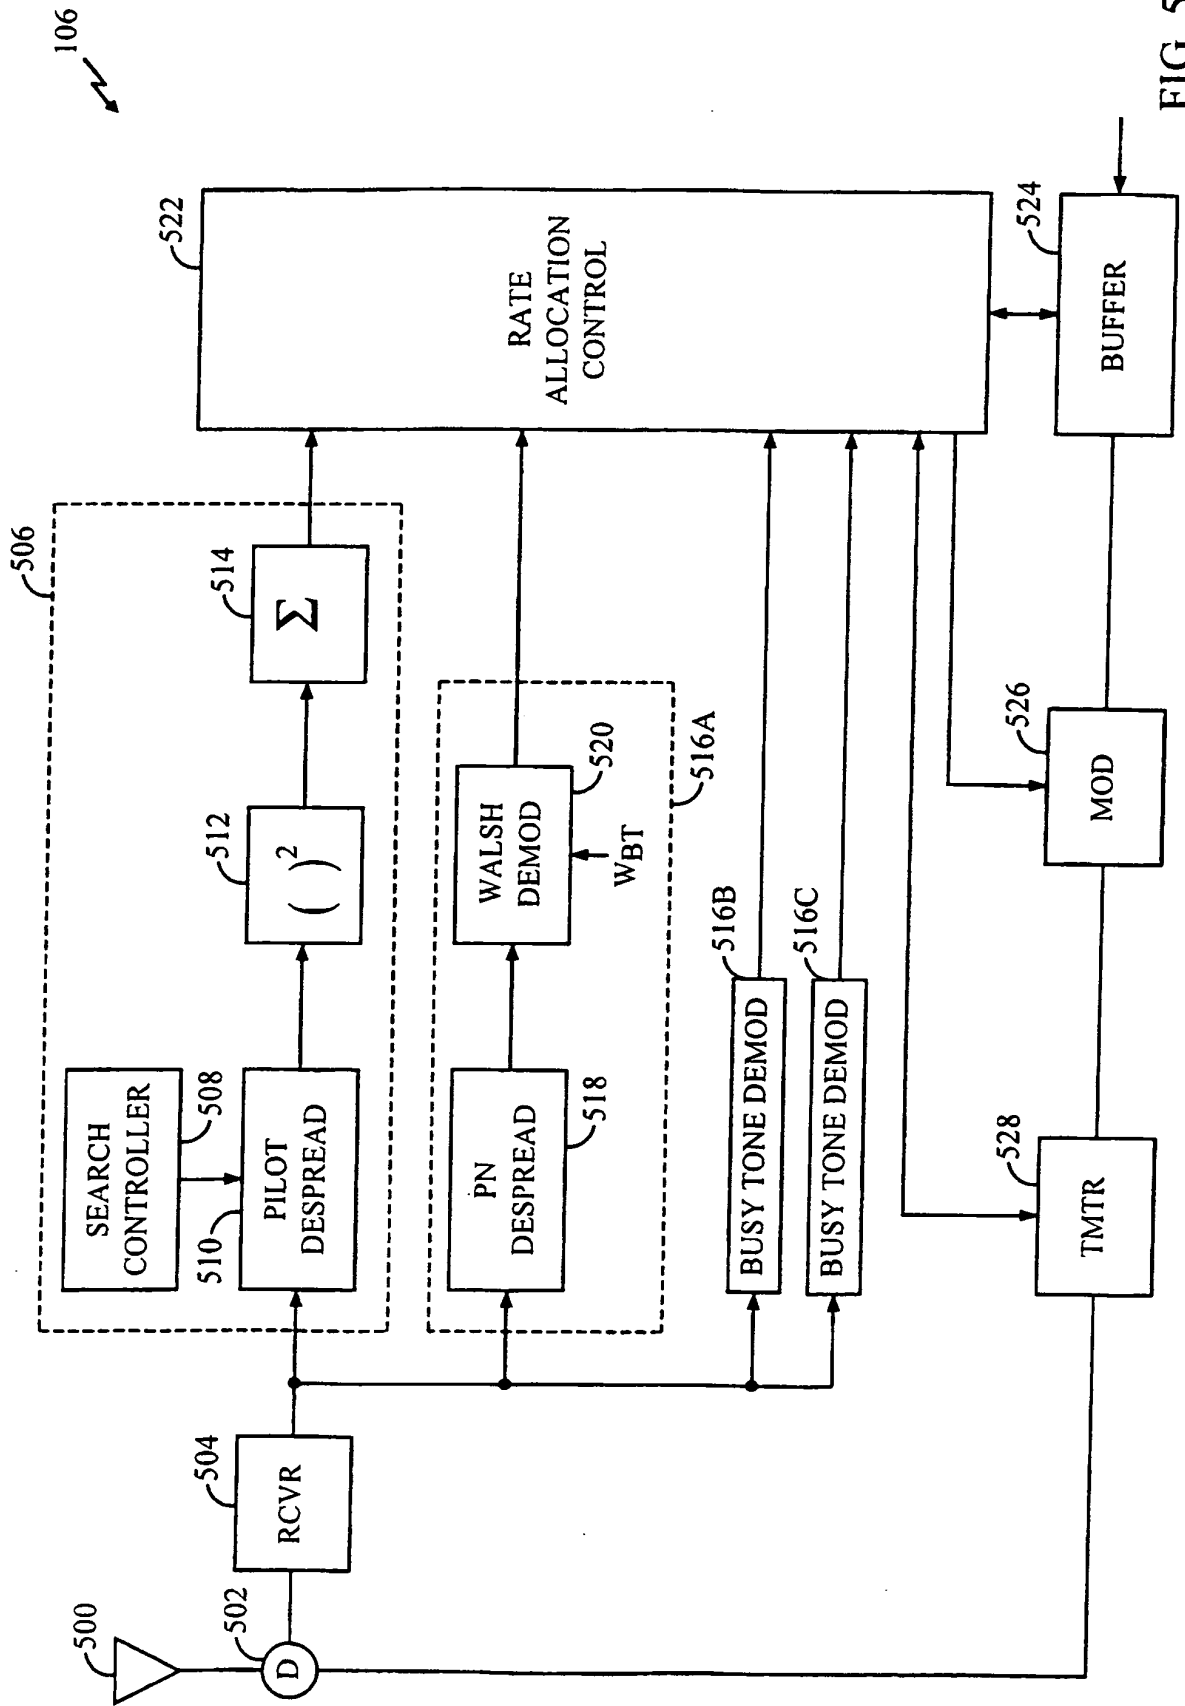 106
506
522
SEARCH
CONTROLLER
508
510
PILOT
DESPREAD
512
( )²
514
Σ
RATE
ALLOCATION
CONTROL
500
502
D
504
RCVR
PN
DESPREAD
518
WALSH
DEMOD
520
WBT
516A
BUSY TONE DEMOD
516B
BUSY TONE DEMOD
516C
528
TMTR
526
MOD
524
BUFFER
FIG. 5